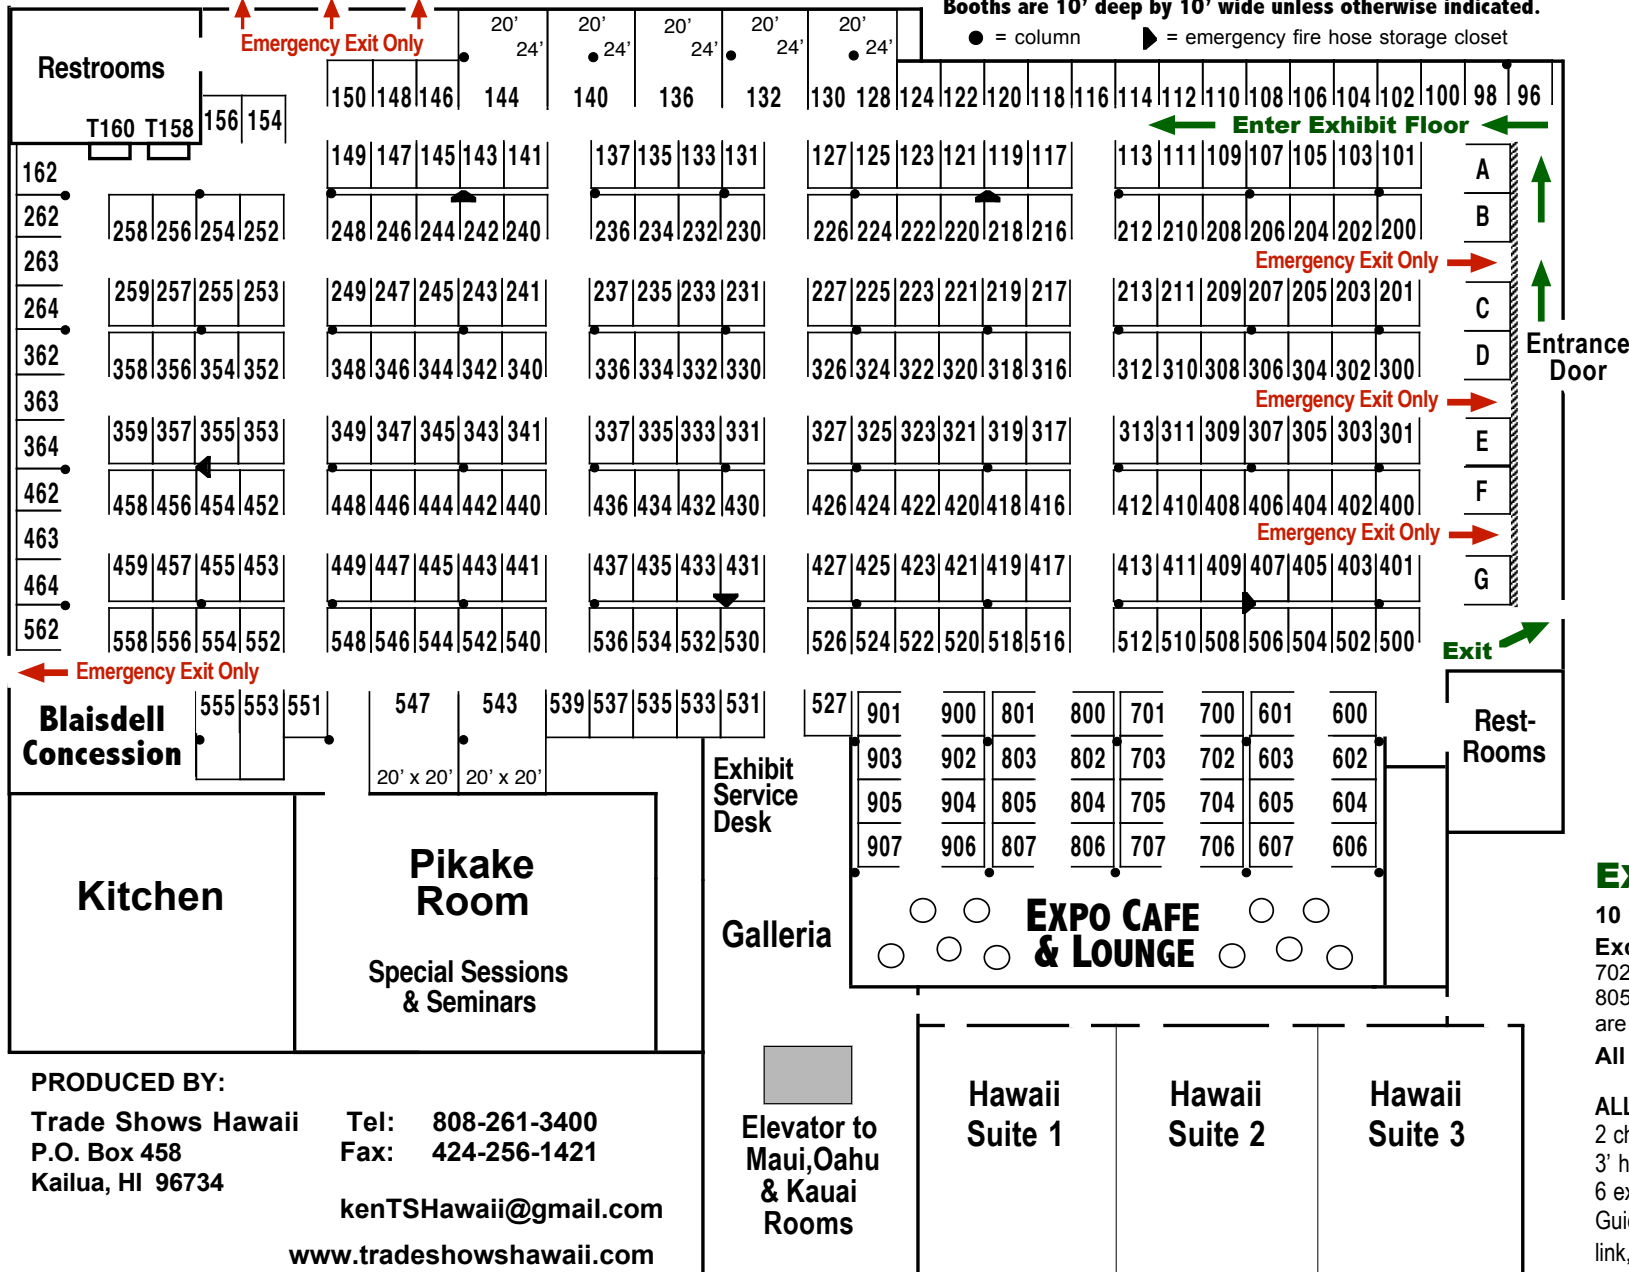 Booths are 10' deep by 10' wide unless otherwise indicated.
= column = emergency fire hose storage closet
Emergency Exit Only
20' 20' 20' 20' 20'
24' 24' 24' 24' 24'
Restrooms
150 148 146 144 140 136 132 130 128 124 122 120 118 116 114 112 110 108 106 104 102 100 98 96
T160 T158 156 154
Enter Exhibit Floor
162 149 147 145 143 141 137 135 133 131 127 125 123 121 119 117 113 111 109 107 105 103 101 A
262 258 256 254 252 248 246 244 242 240 236 234 232 230 226 224 222 220 218 216 212 210 208 206 204 202 200 B
263 Emergency Exit Only
264 259 257 255 253 249 247 245 243 241 237 235 233 231 227 225 223 221 219 217 213 211 209 207 205 203 201 C
362 358 356 354 352 348 346 344 342 340 336 334 332 330 326 324 322 320 318 316 312 310 308 306 304 302 300 D
Entrance
Door
363 Emergency Exit Only
364 359 357 355 353 349 347 345 343 341 337 335 333 331 327 325 323 321 319 317 313 311 309 307 305 303 301 E
462 458 456 454 452 448 446 444 442 440 436 434 432 430 426 424 422 420 418 416 412 410 408 406 404 402 400 F
463 Emergency Exit Only
464 459 457 455 453 449 447 445 443 441 437 435 433 431 427 425 423 421 419 417 413 411 409 407 405 403 401 G
562 558 556 554 552 548 546 544 542 540 536 534 532 530 526 524 522 520 518 516 512 510 508 506 504 502 500
Exit
Emergency Exit Only
Blaisdell
Concession
555 553 551 547 543 539 537 535 533 531 527
20' x 20' 20' x 20'
901 900 801 800 701 700 601 600
903 902 803 802 703 702 603 602
905 904 805 804 705 704 605 604
907 906 807 806 707 706 607 606
Rest-
Rooms
Exhibit
Service
Desk
Kitchen
Pikake
Room
Special Sessions
& Seminars
Galleria
EXPO CAFE
& LOUNGE
10
702
805
are
All
ALL
2 ch
3' h
6 ex
link,
PRODUCED BY:
Trade Shows Hawaii
P.O. Box 458
Kailua, HI 96734
Tel: 808-261-3400
Fax: 424-256-1421
kenTSHawaii@gmail.com
www.tradeshowshawaii.com
Elevator to
Maui,Oahu
& Kauai
Rooms
Hawaii
Suite 1
Hawaii
Suite 2
Hawaii
Suite 3